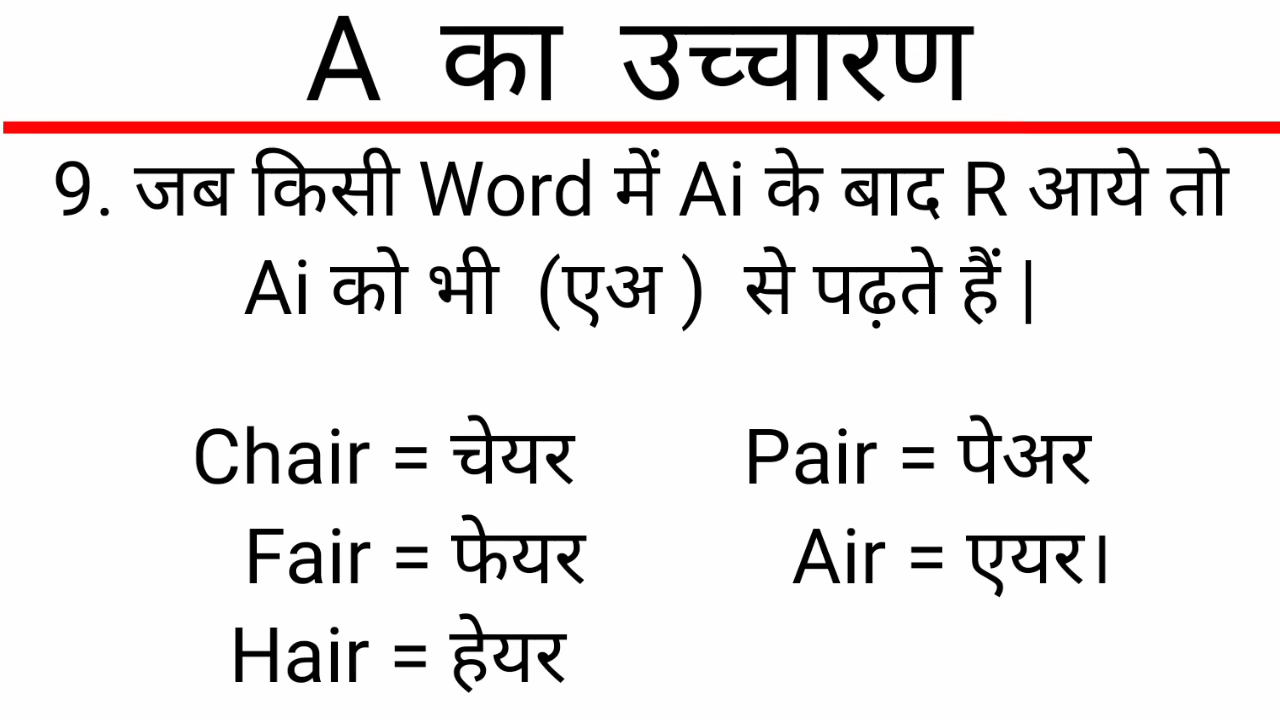 A का उच्चारण
9. जब किसी Word में Ai के बाद R आये तो
Ai को भी (एअ ) से पढ़ते हैं |
Chair = चेयर Pair = पेअर
Fair = फेयर Air = एयर।
Hair = हेयर